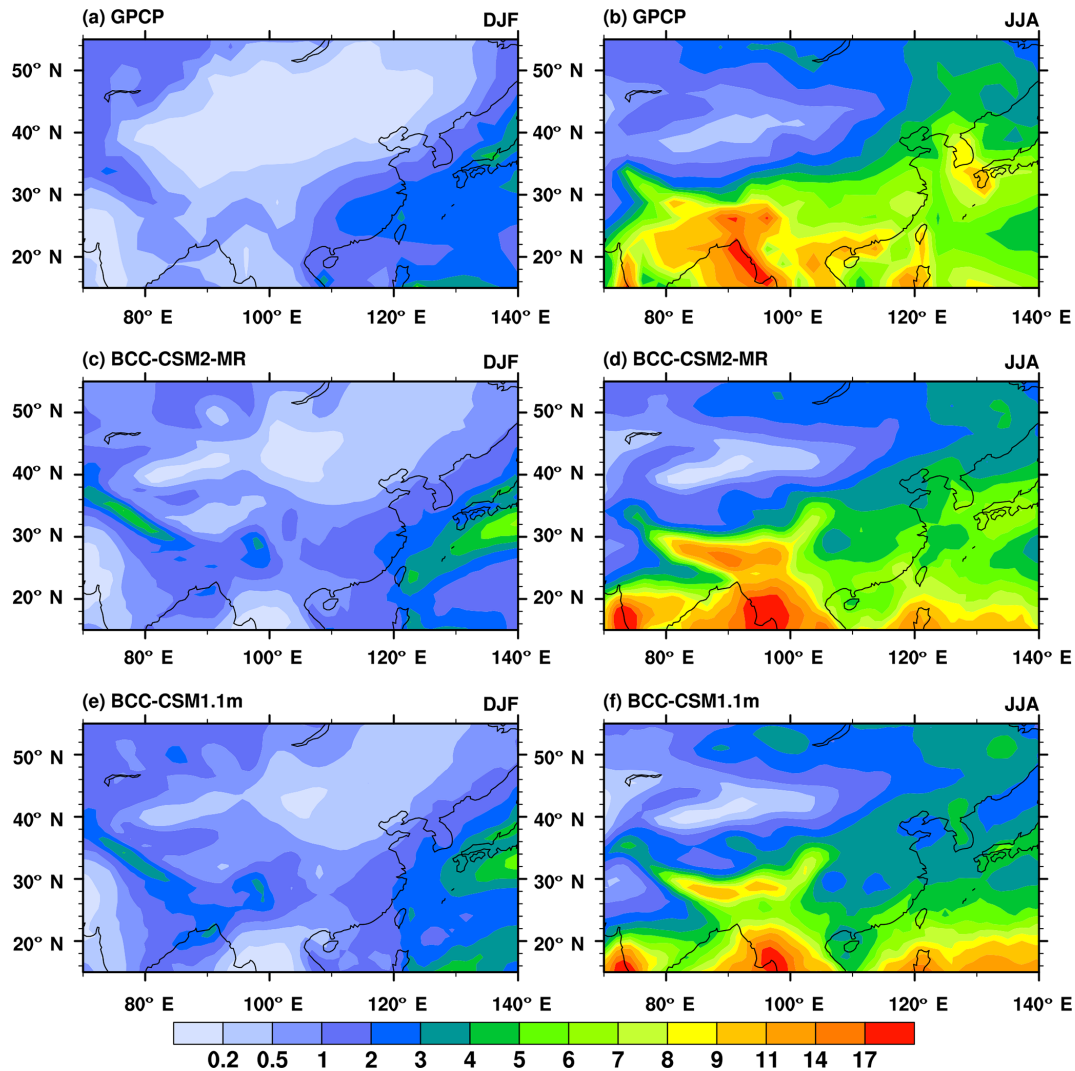 (a) GPCP DJF
(b) GPCP JJA
50° N
40° N
30° N
20° N
80° E 100° E 120° E 140° E
50° N
40° N
30° N
20° N
80° E 100° E 120° E 140° E
(c) BCC-CSM2-MR DJF
(d) BCC-CSM2-MR JJA
50° N
40° N
30° N
20° N
80° E 100° E 120° E 140° E
50° N
40° N
30° N
20° N
80° E 100° E 120° E 140° E
(e) BCC-CSM1.1m DJF
(f) BCC-CSM1.1m JJA
50° N
40° N
30° N
20° N
80° E 100° E 120° E 140° E
50° N
40° N
30° N
20° N
80° E 100° E 120° E 140° E
0.2 0.5 1 2 3 4 5 6 7 8 9 11 14 17